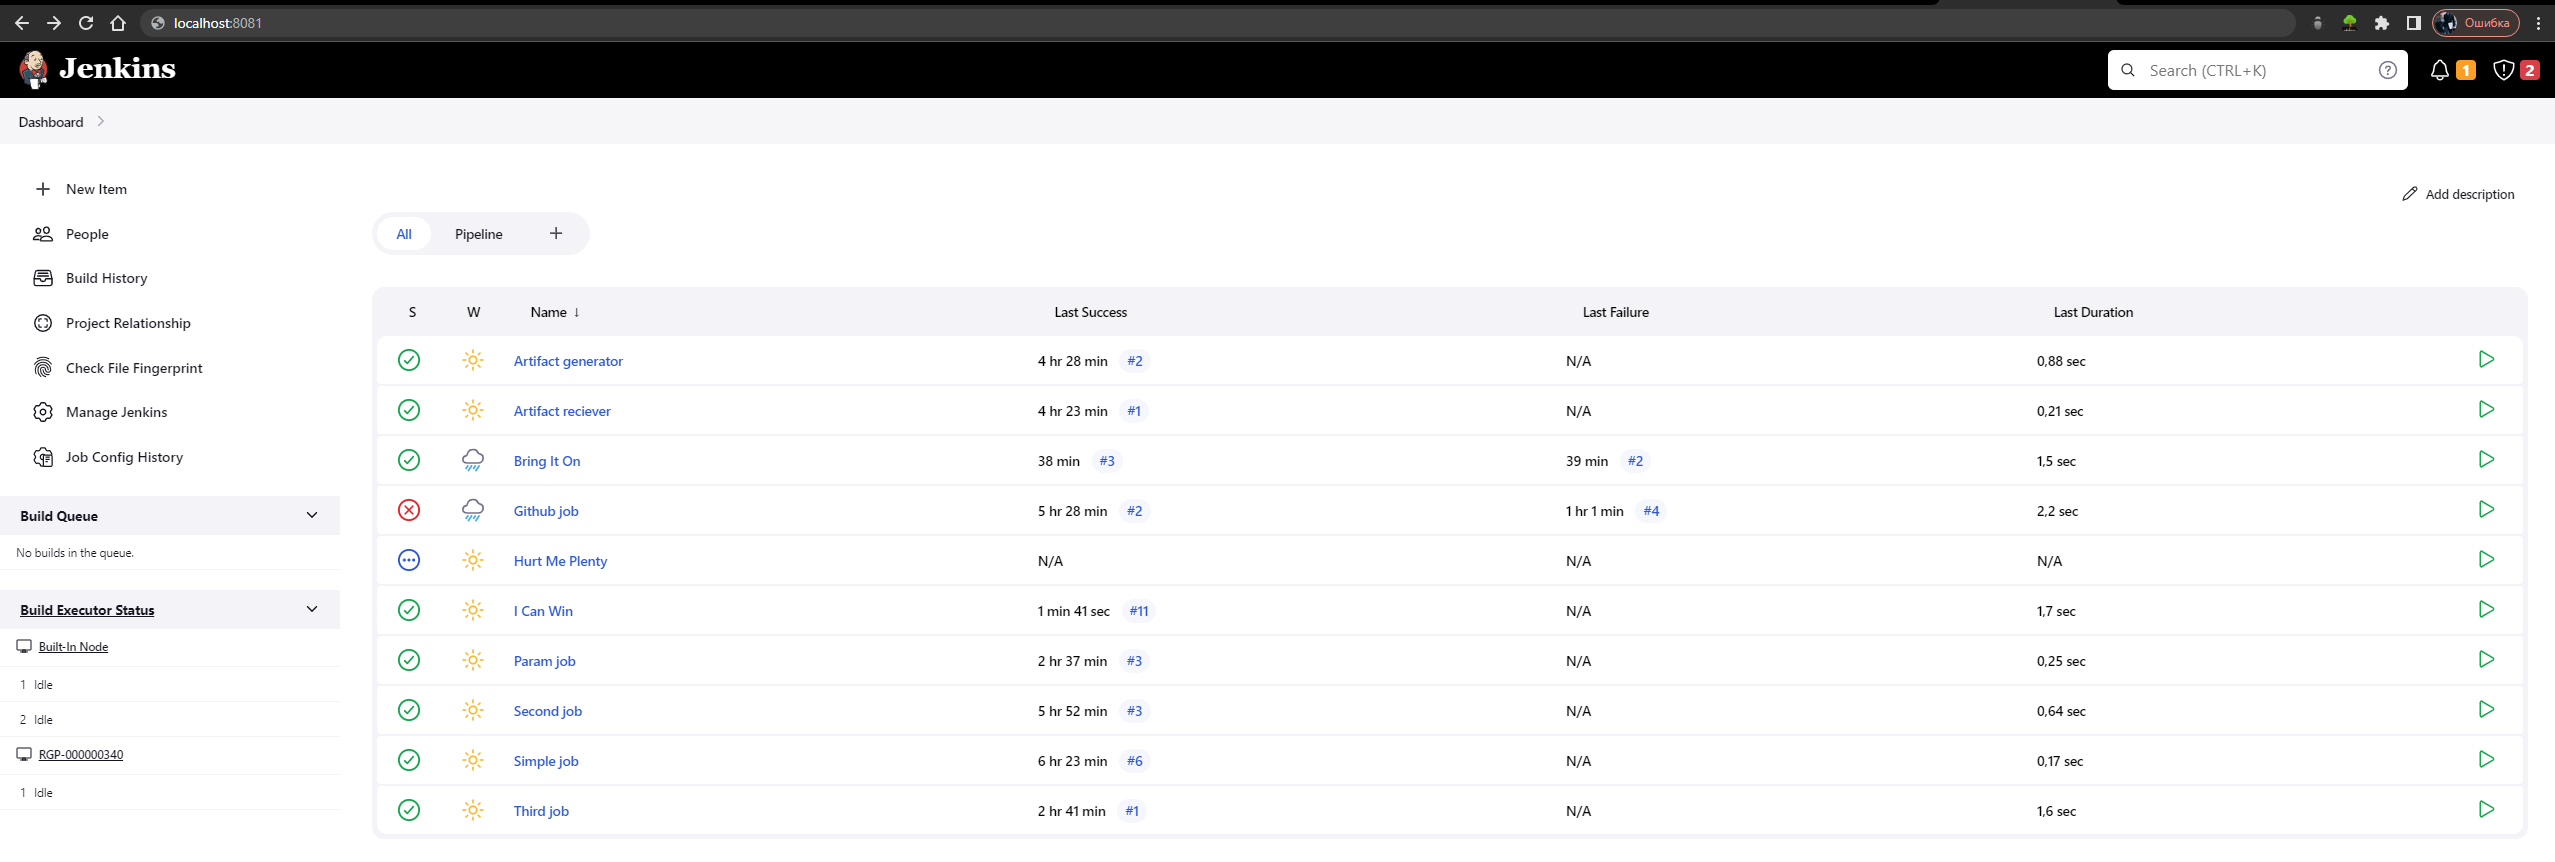 localhost:8081
Ошибка
Jenkins
Search (CTRL+K)
1
2
Dashboard
New Item
People
Build History
Project Relationship
Check File Fingerprint
Manage Jenkins
Job Config History
Build Queue
No builds in the queue.
Build Executor Status
Built-In Node
1 Idle
2 Idle
RGP-000000340
1 Idle
Add description
All Pipeline
S W Name ↓ Last Success Last Failure Last Duration
Artifact generator 4 hr 28 min #2 N/A 0,88 sec
Artifact reciever 4 hr 23 min #1 N/A 0,21 sec
Bring It On 38 min #3 39 min #2 1,5 sec
Github job 5 hr 28 min #2 1 hr 1 min #4 2,2 sec
Hurt Me Plenty N/A N/A N/A
I Can Win 1 min 41 sec #11 N/A 1,7 sec
Param job 2 hr 37 min #3 N/A 0,25 sec
Second job 5 hr 52 min #3 N/A 0,64 sec
Simple job 6 hr 23 min #6 N/A 0,17 sec
Third job 2 hr 41 min #1 N/A 1,6 sec